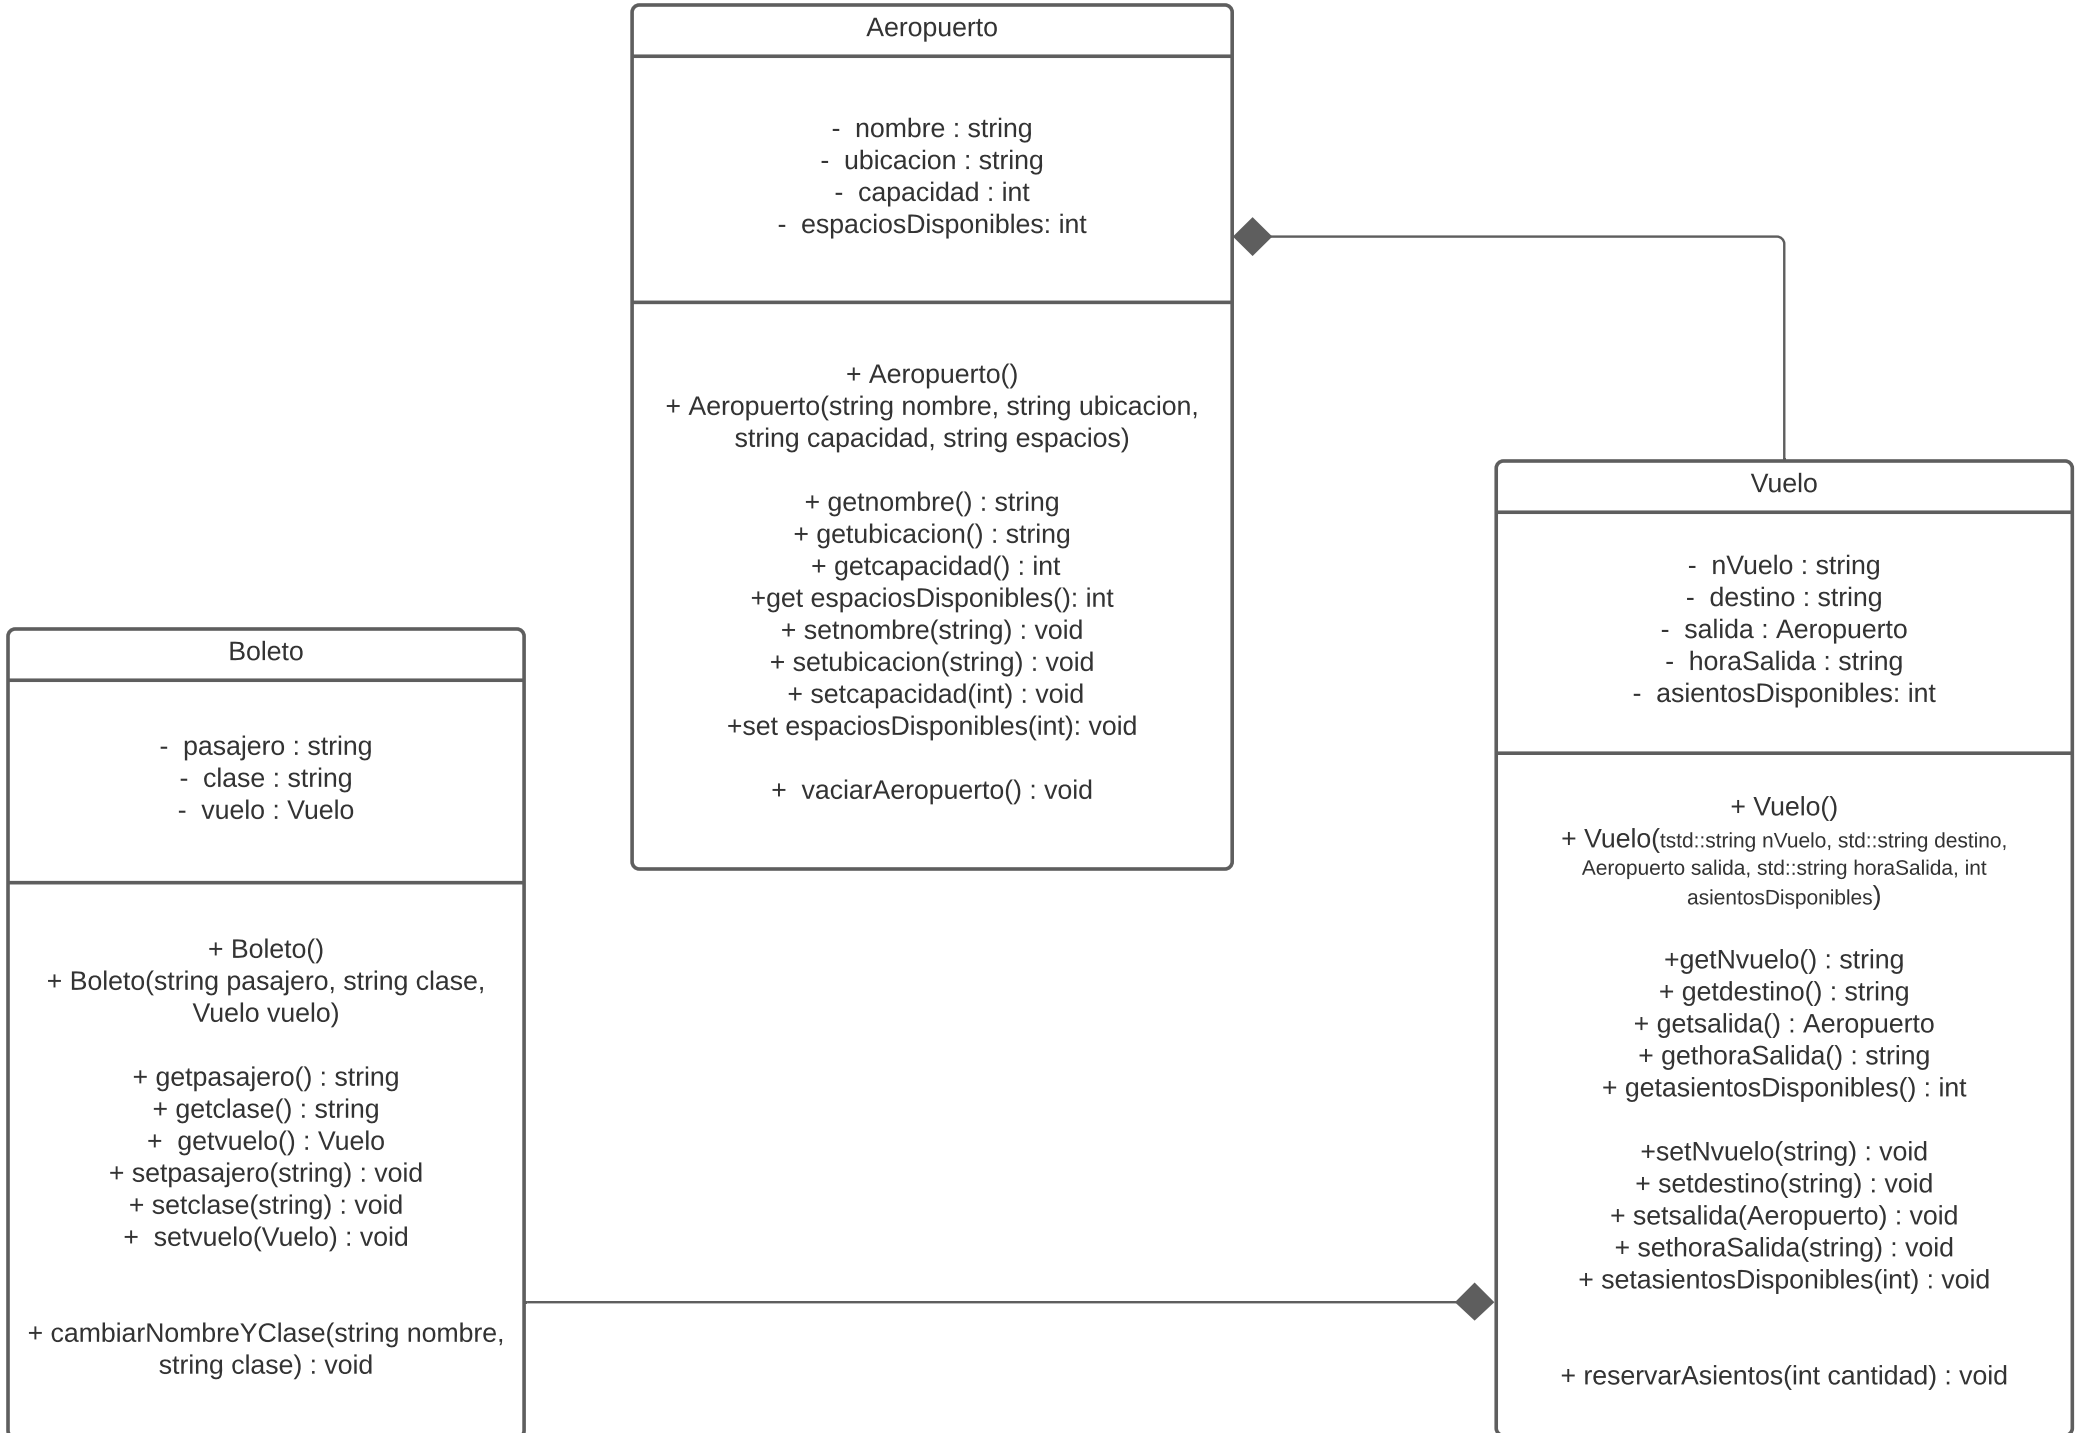 Aeropuerto
- nombre : string
- ubicacion : string
- capacidad : int
- espaciosDisponibles: int
+ Aeropuerto()
+ Aeropuerto(string nombre, string ubicacion,
string capacidad, string espacios)
+ getnombre() : string
+ getubicacion() : string
+ getcapacidad() : int
+get espaciosDisponibles(): int
+ setnombre(string) : void
+ setubicacion(string) : void
+ setcapacidad(int) : void
+set espaciosDisponibles(int): void
+ vaciarAeropuerto() : void
Vuelo
- nVuelo : string
- destino : string
- salida : Aeropuerto
- horaSalida : string
- asientosDisponibles: int
+ Vuelo()
+ Vuelo(tstd::string nVuelo, std::string destino,
Aeropuerto salida, std::string horaSalida, int
asientosDisponibles)
+getNvuelo() : string
+ getdestino() : string
+ getsalida() : Aeropuerto
+ gethoraSalida() : string
+ getasientosDisponibles() : int
+setNvuelo(string) : void
+ setdestino(string) : void
+ setsalida(Aeropuerto) : void
+ sethoraSalida(string) : void
+ setasientosDisponibles(int) : void
+ reservarAsientos(int cantidad) : void
Boleto
- pasajero : string
- clase : string
- vuelo : Vuelo
+ Boleto()
+ Boleto(string pasajero, string clase,
Vuelo vuelo)
+ getpasajero() : string
+ getclase() : string
+ getvuelo() : Vuelo
+ setpasajero(string) : void
+ setclase(string) : void
+ setvuelo(Vuelo) : void
+ cambiarNombreYClase(string nombre,
string clase) : void